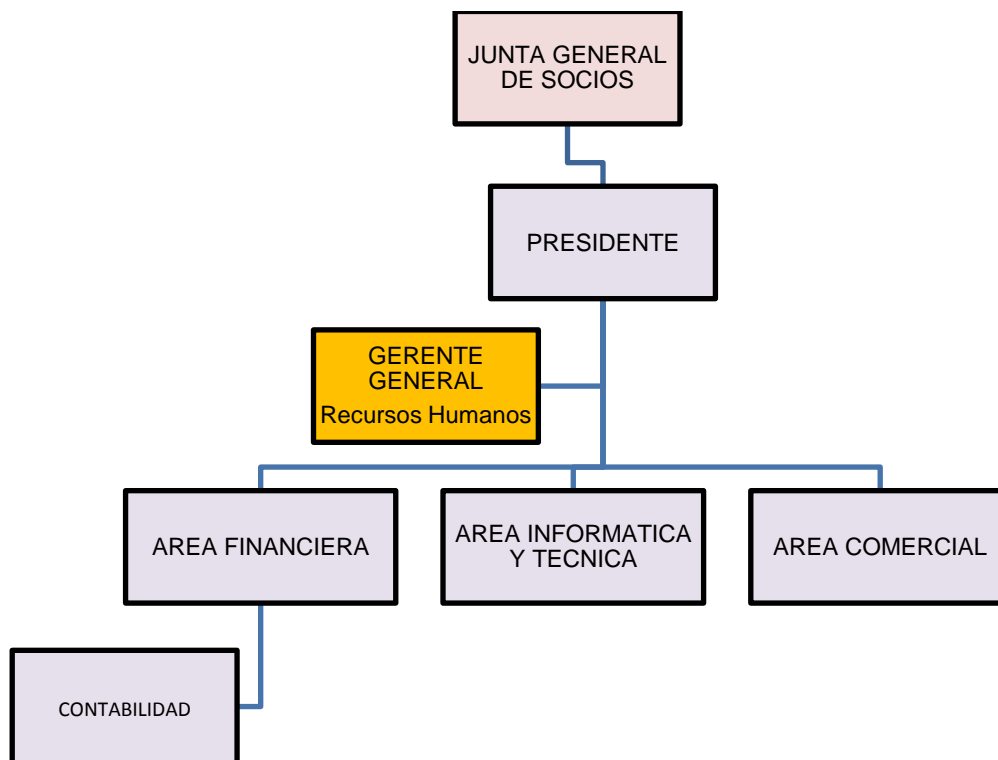 JUNTA GENERAL
DE SOCIOS
PRESIDENTE
GERENTE
GENERAL
Recursos Humanos
AREA FINANCIERA
AREA INFORMATICA
Y TECNICA
AREA COMERCIAL
CONTABILIDAD